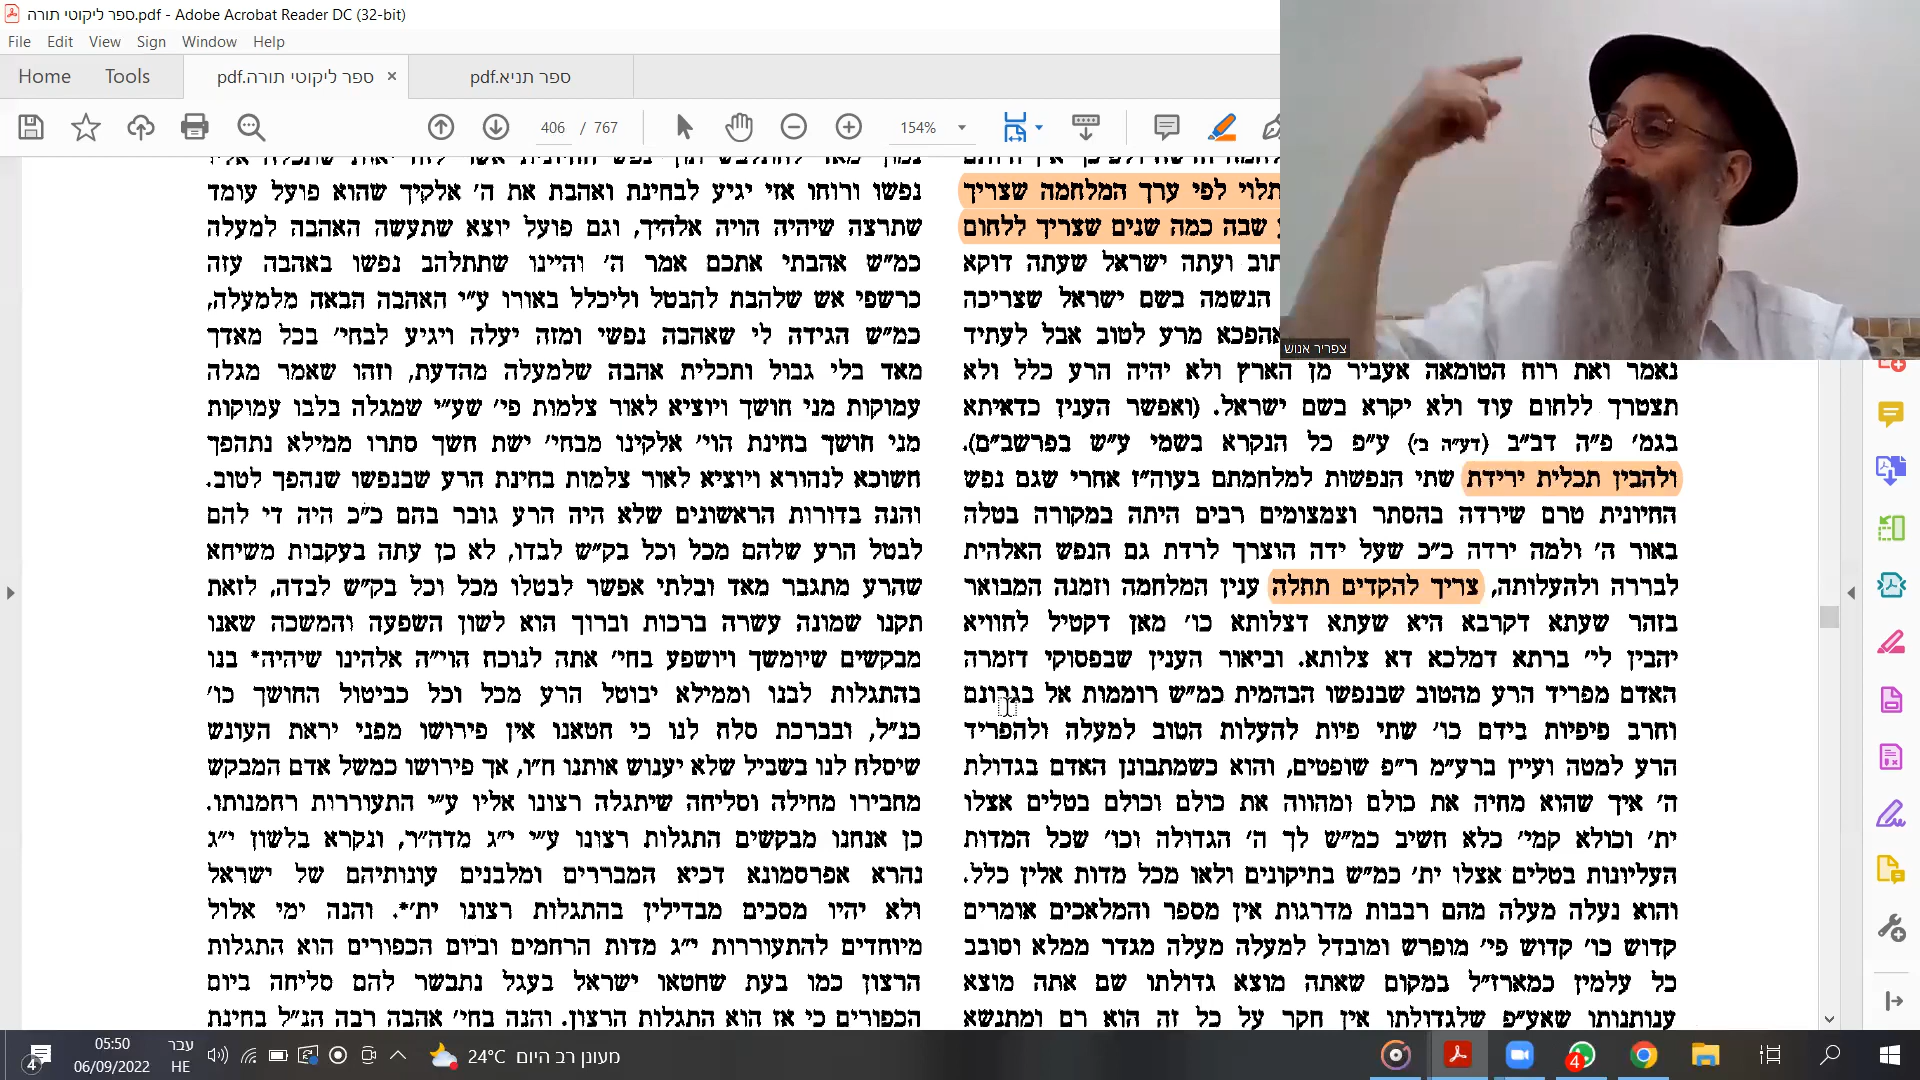 ספר ליקוטי תורה.pdf - Adobe Acrobat Reader DC (32-bit)
File Edit View Sign Window Help
Home Tools ספר ליקוטי תורה.pdf × ספר תניא.pdf
406 / 767 154%
צפריר אנוש
תלוי לפי ערך המלחמה שצריך
שבה כמה שנים שצריך ללחום
תוב ועתה ישראל שעתה דוקא
הנשמה בשם ישראל שצריכה
אהפכא מרע לטוב אבל לעתיד
נאמר ואת רוח הטומאה אעביר מן הארץ ולא יהיה הרע כלל ולא
תצטרך ללחום עוד ולא יקרא בשם ישראל. (ואפשר הענין כדאיתא
בגמ׳ פ״ה דב״ב (דע״ה ב׳) ע״פ כל הנקרא בשמי ע״ש בפרשב״ם).
ולהבין תכלית ירידת שתי הנפשות למלחמתם בעוה״ז אחרי שגם נפש
החיונית טרם שירדה בהסתר וצמצומים רבים היתה במקורה בטלה
באור ה׳ ולמה ירדה כ״כ שעל ידה הוצרך לרדת גם הנפש האלהית
לבררה ולהעלותה, צריך להקדים תחלה ענין המלחמה וזמנה המבואר
בזהר שעתא דקרבא היא שעתא דצלותא כו׳ מאן דקטיל לחוויא
יהבין לי׳ ברתא דמלכא דא צלותא. וביאור הענין שבפסוקי דזמרה
האדם מפריד הרע מהטוב שבנפשו הבהמית כמ״ש רוממות אל בגרונם
וחרב פיפיות בידם כו׳ שתי פיות להעלות הטוב למעלה ולהפריד
הרע למטה ועיין ברע״מ ר״פ שופטים, והוא כשמתבונן האדם בגדולת
ה׳ איך שהוא מחיה את כולם ומהווה את כולם וכולם בטלים אצלו
ית׳ וכולא קמי׳ כלא חשיב כמ״ש לך ה׳ הגדולה וכו׳ שכל המדות
העליונות בטלים אצלו ית׳ כמ״ש בתיקונים ולאו מכל מדות אלין כלל.
והוא נעלה מעלה מהם רבבות מדרגות אין מספר והמלאכים אומרים
קדוש כו׳ קדוש פי׳ מופרש ומובדל למעלה מעלה מגדר ממלא וסובב
כל עלמין כמארז״ל במקום שאתה מוצא גדולתו שם אתה מוצא
ענותנותו שאע״פ שלגדולתו אין חקר על כל זה הוא רם ומתנשא
נפשו ורוחו אזי יגיע לבחינת ואהבת את ה׳ אלקיך שהוא פועל עומד
שתרצה שיהיה הויה אלהיך, וגם פועל יוצא שתעשה האהבה למעלה
כמ״ש אהבתי אתכם אמר ה׳ והיינו שתתלהב נפשו באהבה עזה
כרשפי אש שלהבת להבטל וליכלל באורו ע״י האהבה הבאה מלמעלה,
כמ״ש הגידה לי שאהבה נפשי ומזה יעלה ויגיע לבחי׳ בכל מאדך
מאד בלי גבול ותכלית אהבה שלמעלה מהדעת, וזהו שאמר מגלה
עמוקות מני חושך ויוציא לאור צלמות פי׳ שע״י שמגלה בלבו עמוקות
מני חושך בחינת הוי׳ אלקינו מבחי׳ ישת חשך סתרו ממילא נתהפך
חשוכא לנהורא ויוציא לאור צלמות בחינת הרע שבנפשו שנהפך לטוב.
והנה בדורות הראשונים שלא היה הרע גובר בהם כ״כ היה די להם
לבטל הרע שלהם מכל וכל בק״ש לבדו, לא כן עתה בעקבות משיחא
שהרע מתגבר מאד ובלתי אפשר לבטלו מכל וכל בק״ש לבדה, לזאת
תקנו שמונה עשרה ברכות וברוך הוא לשון השפעה והמשכה שאנו
מבקשים שיומשך ויושפע בחי׳ אתה לנוכח הוי״ה אלהינו שיהיה* בנו
בהתגלות לבנו וממילא יבוטל הרע מכל וכל כביטול החושך כו׳
כנ״ל, ובברכת סלח לנו כי חטאנו אין פירושו מפני יראת העונש
שיסלח לנו בשביל שלא יענוש אותנו ח״ו, אך פירושו כמשל אדם המבקש
מחבירו מחילה וסליחה שיתגלה רצונו אליו ע״י התעוררות רחמנותו.
כן אנחנו מבקשים התגלות רצונו ע״י י״ג מדה״ר, ונקרא בלשון י״ג
נהרא אפרסמונא דכיא המבררים ומלבנים עונותיהם של ישראל
ולא יהיו מסכים מבדילין בהתגלות רצונו ית׳*. והנה ימי אלול
מיוחדים להתעוררות י״ג מדות הרחמים וביום הכפורים הוא התגלות
הרצון כמו בעת שחטאו ישראל בעגל נתבשר להם סליחה ביום
הכפורים כי אז הוא התגלות הרצון. והנה בחי׳ אהבה רבה הנ״ל בחינת
05:50
06/09/2022
עבר
HE
24°C מעונן רב היום
4
4